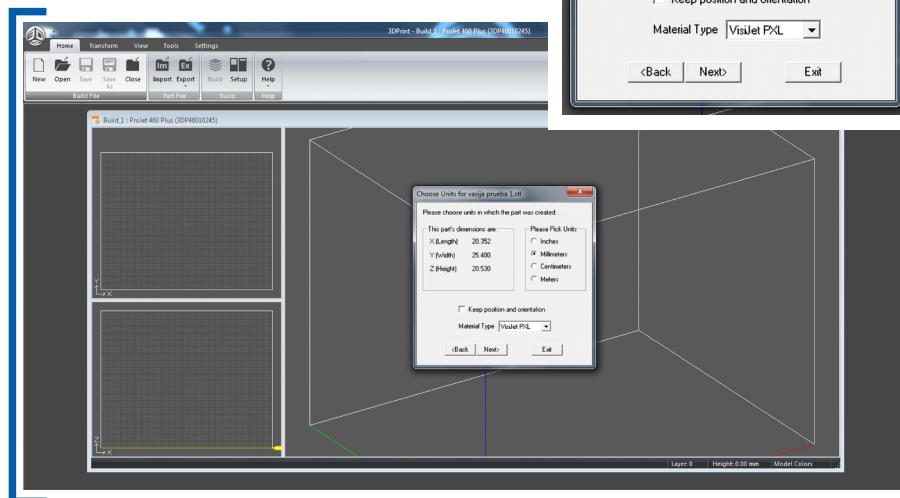 Keep position and orientation
Material Type VisiJet PXL
<Back Next> Exit
3DPrint - Build_1 : ProJet 460 Plus (3DP46010245)
Home Transform View Tools Settings
Im Ex
New Open Save Save As Close Import Export Build Setup Help
Build File Part File Build Help
Build_1 : ProJet 460 Plus (3DP46010245)
Choose Units for vasija prueba 1.stl
Please choose units in which the part was created:
This part's dimensions are: Please Pick Units
X (Length) 20.352 Inches
Y (Width) 25.400 Millimeters
Z (Height) 20.530 Centimeters
Meters
Keep position and orientation
Material Type VisiJet PXL
<Back Next> Exit
Y
X
Z
X
Layer: 0 Height: 0.00 mm Model Colors